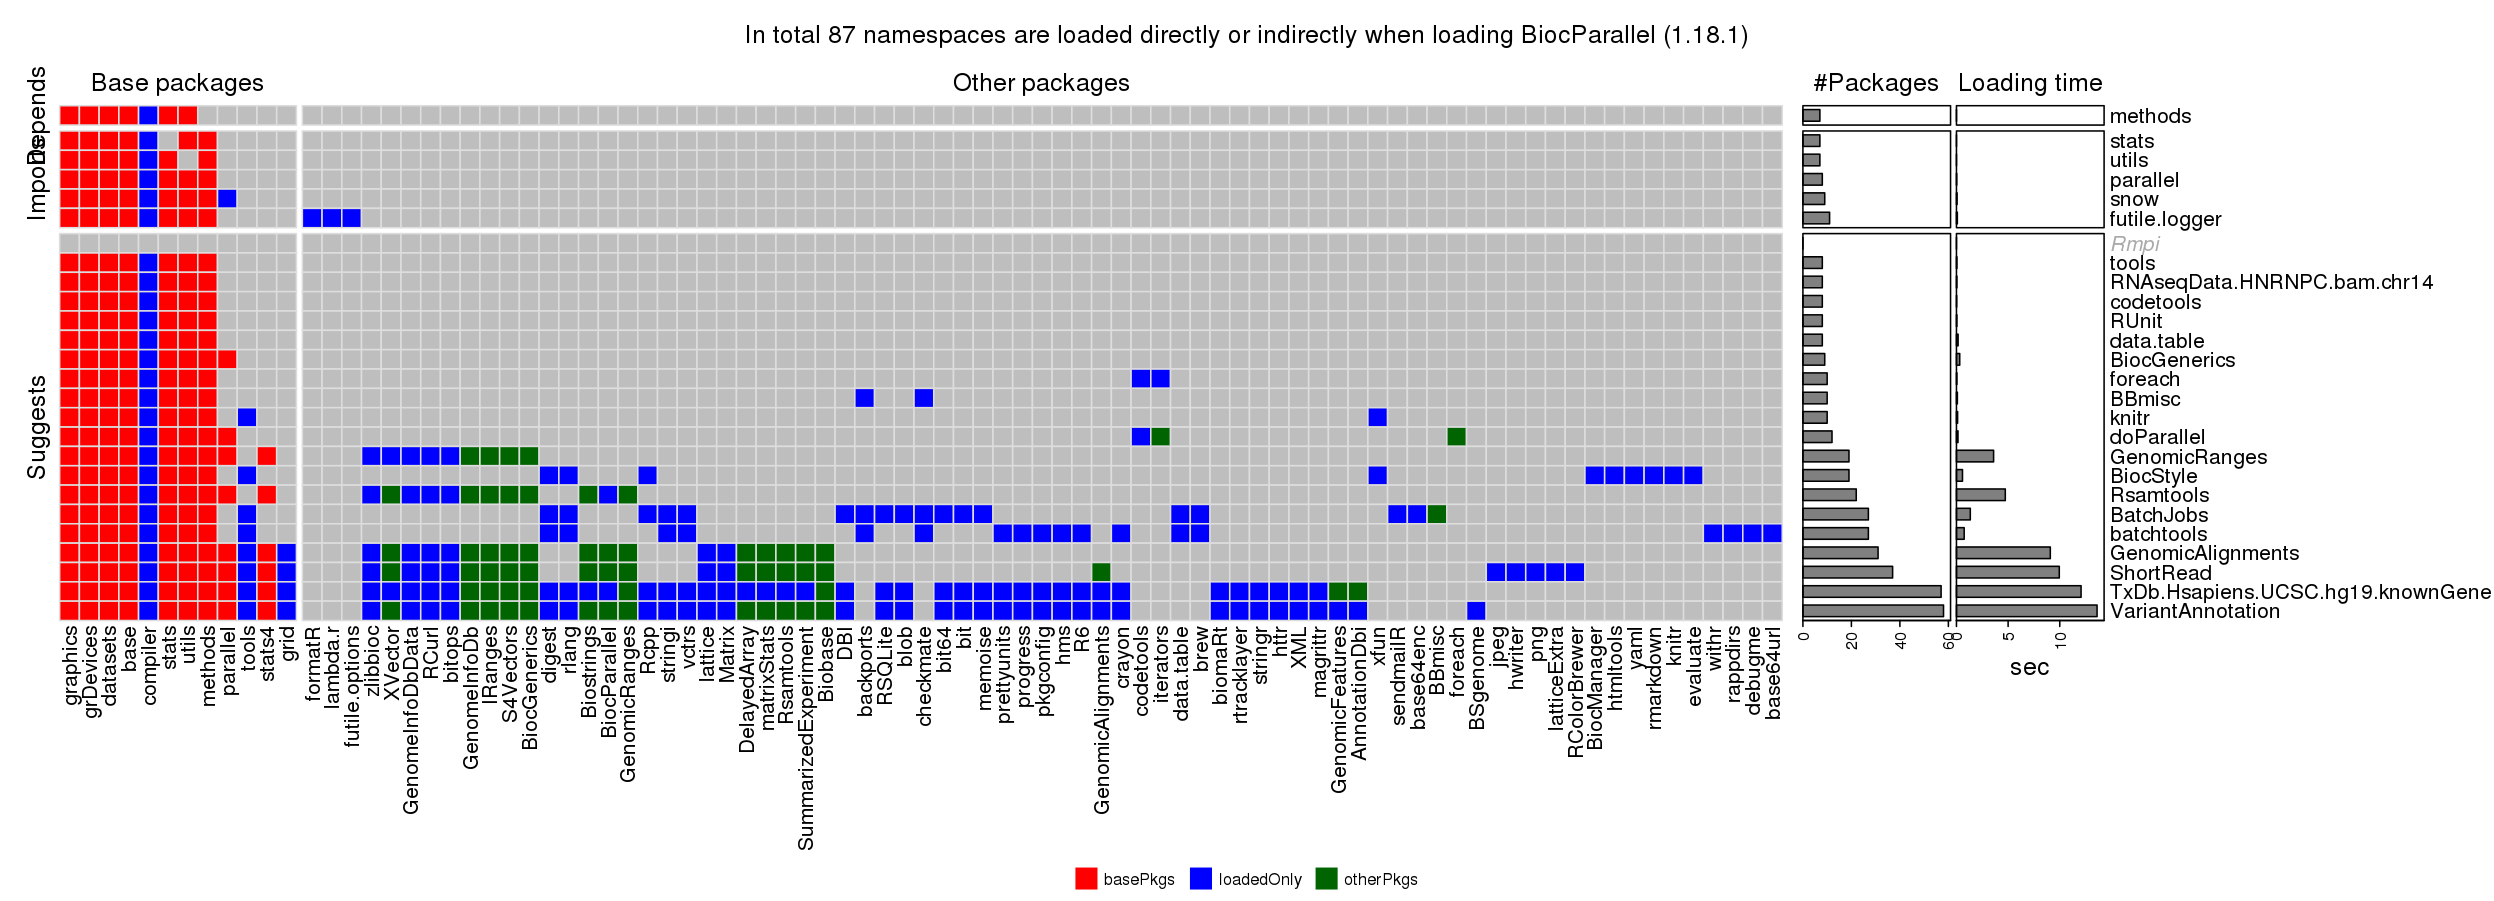 In total 87 namespaces are loaded directly or indirectly when loading BiocParallel (1.18.1)
Base packages
Other packages
#Packages
Loading time
Depends
Imports
Suggests
methods
stats
utils
parallel
snow
futile.logger
Rmpi
tools
RNAseqData.HNRNPC.bam.chr14
codetools
RUnit
data.table
BiocGenerics
foreach
BBmisc
knitr
doParallel
GenomicRanges
BiocStyle
Rsamtools
BatchJobs
batchtools
GenomicAlignments
ShortRead
TxDb.Hsapiens.UCSC.hg19.knownGene
VariantAnnotation
graphics
grDevices
datasets
base
compiler
stats
utils
methods
parallel
tools
stats4
grid
formatR
lambda.r
futile.options
zlibbioc
XVector
GenomeInfoDbData
RCurl
bitops
GenomeInfoDb
IRanges
S4Vectors
BiocGenerics
digest
rlang
Biostrings
BiocParallel
GenomicRanges
Rcpp
stringi
vctrs
lattice
Matrix
DelayedArray
matrixStats
Rsamtools
SummarizedExperiment
Biobase
DBI
backports
RSQLite
blob
checkmate
bit64
bit
memoise
prettyunits
progress
pkgconfig
hms
R6
GenomicAlignments
crayon
codetools
iterators
data.table
brew
biomaRt
rtracklayer
stringr
httr
XML
magrittr
GenomicFeatures
AnnotationDbi
xfun
sendmailR
base64enc
BBmisc
foreach
BSgenome
jpeg
hwriter
png
latticeExtra
RColorBrewer
BiocManager
htmltools
yaml
rmarkdown
knitr
evaluate
withr
rappdirs
debugme
base64url
0
20
40
60
0
5
10
sec
basePkgs
loadedOnly
otherPkgs